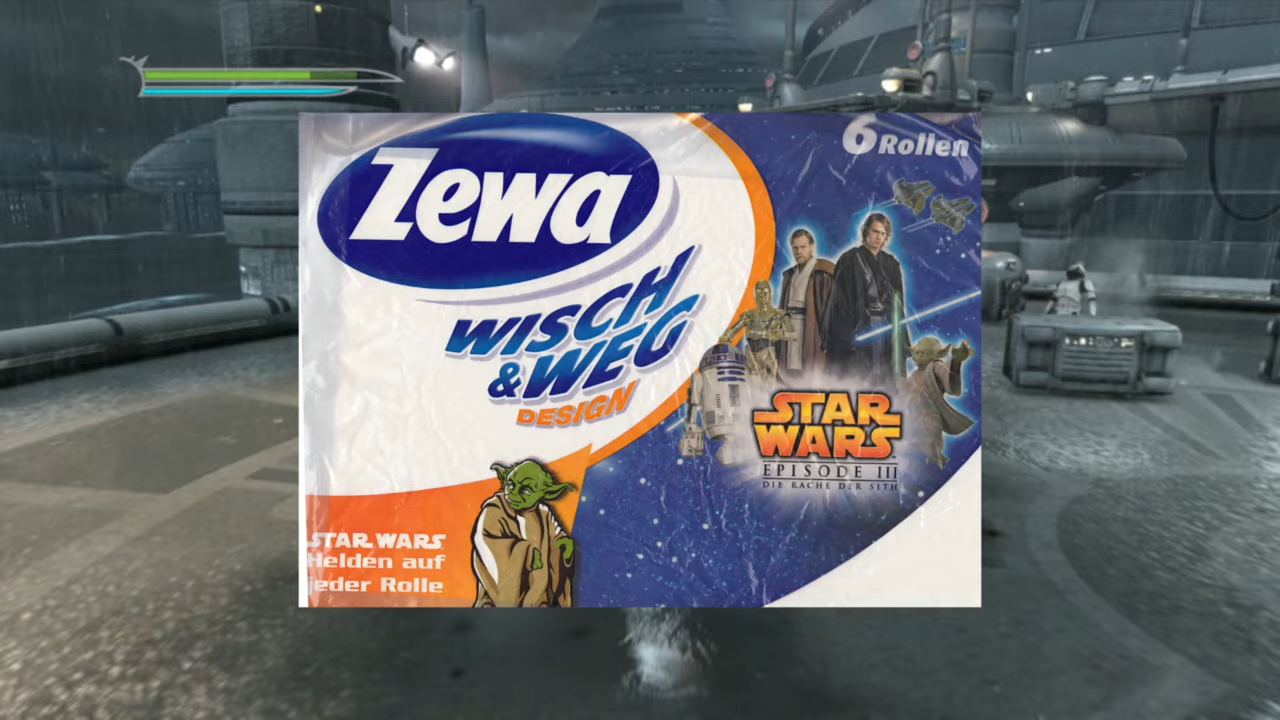 6 Rollen
Zewa
WISCH
& WEG
DESIGN
STAR
WARS
EPISODE III
DIE RACHE DER SITH
STAR WARS
Helden auf
jeder Rolle